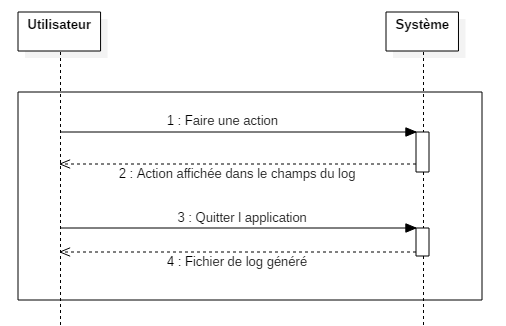 Utilisateur
Système
1 : Faire une action
2 : Action affichée dans le champs du log
3 : Quitter l application
4 : Fichier de log généré